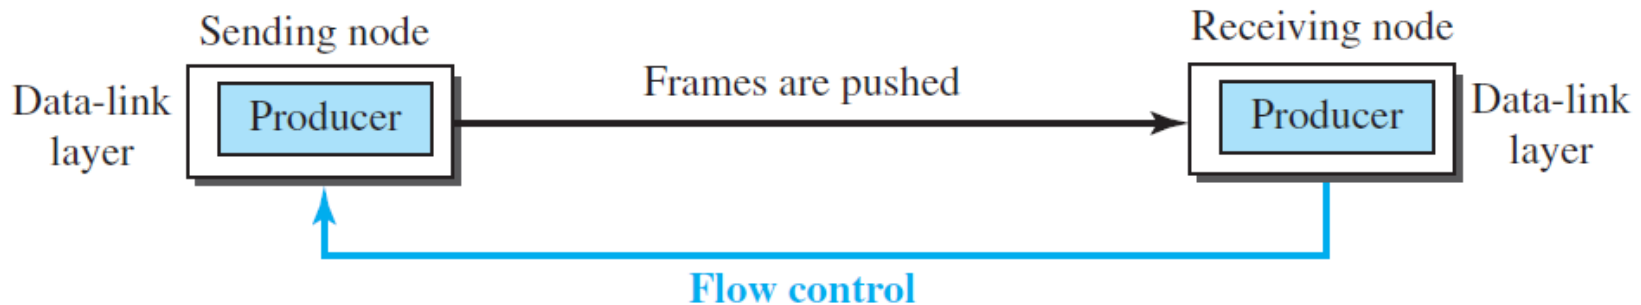 Sending node
Receiving node
Data-link
layer
Producer
Frames are pushed
Producer
Data-link
layer
Flow control